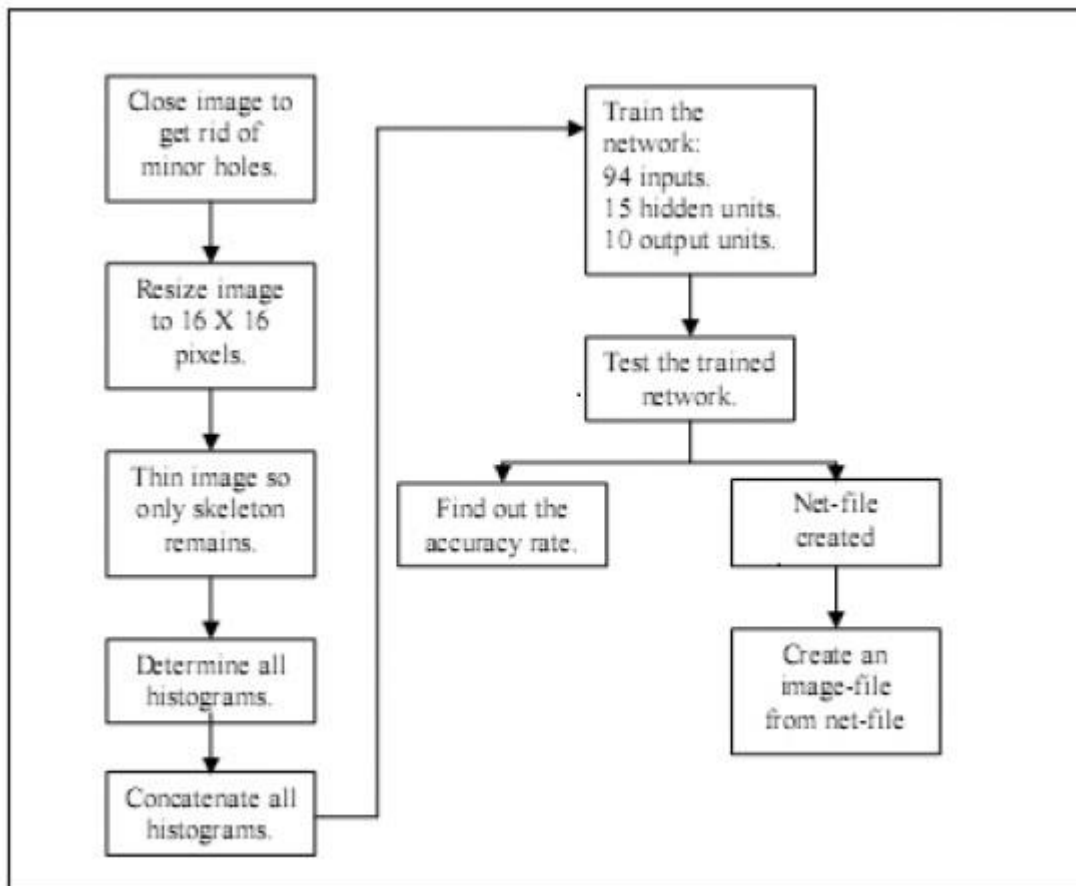 Close image to
get rid of
minor holes.
Resize image
to 16 X 16
pixels.
Thin image so
only skeleton
remains.
Determine all
histograms.
Concatenate all
histograms.
Train the
network:
94 inputs.
15 hidden units.
10 output units.
Test the trained
network.
Find out the
accuracy rate.
Net-file
created
Create an
image-file
from net-file